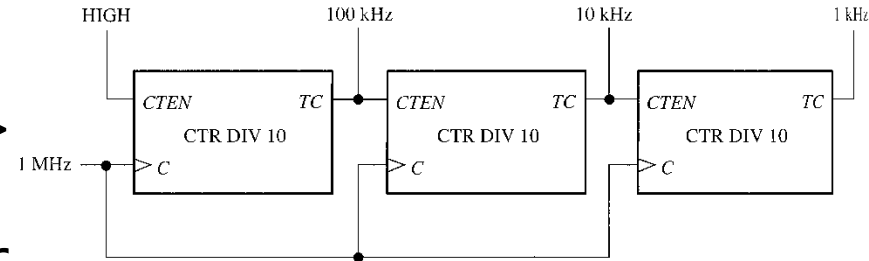 HIGH 100 kHz 10 kHz 1 kHz
CTEN TC CTEN TC CTEN TC
CTR DIV 10 CTR DIV 10 CTR DIV 10
1 MHz C C C